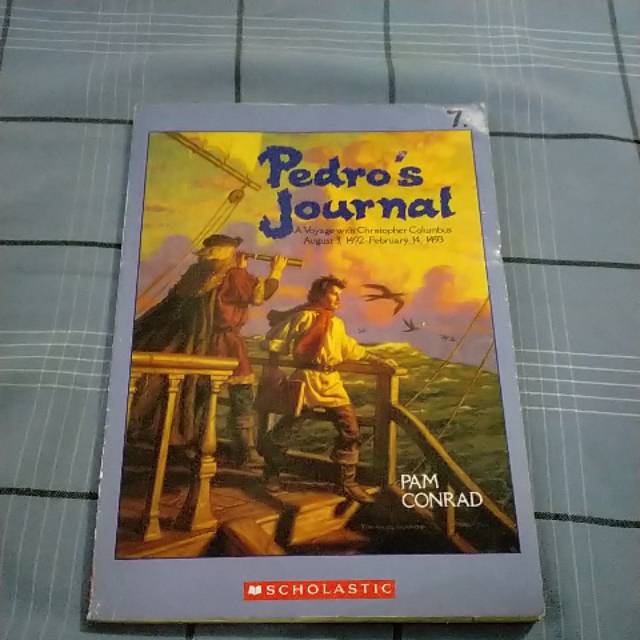 7.
Pedro's
Journal
A Voyage with Christopher Columbus
August 3, 1492-February 14, 1493
PAM
CONRAD
SCHOLASTIC